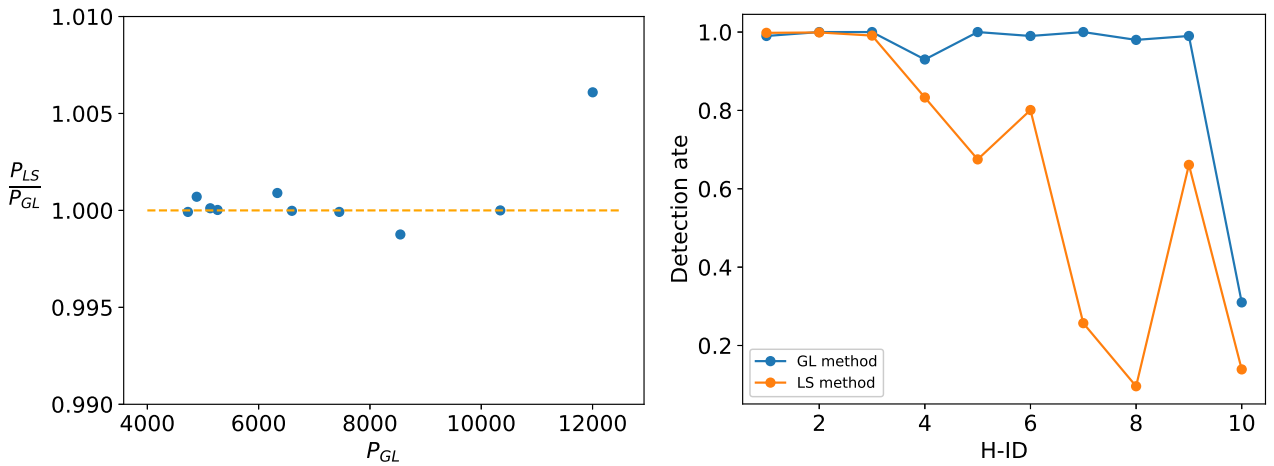 1.010
1.005
1.000
0.995
0.990
P_LS
P_GL
4000 6000 8000 10000 12000
P_GL
1.0
0.8
0.6
0.4
0.2
Detection ate
GL method
LS method
2 4 6 8 10
H-ID